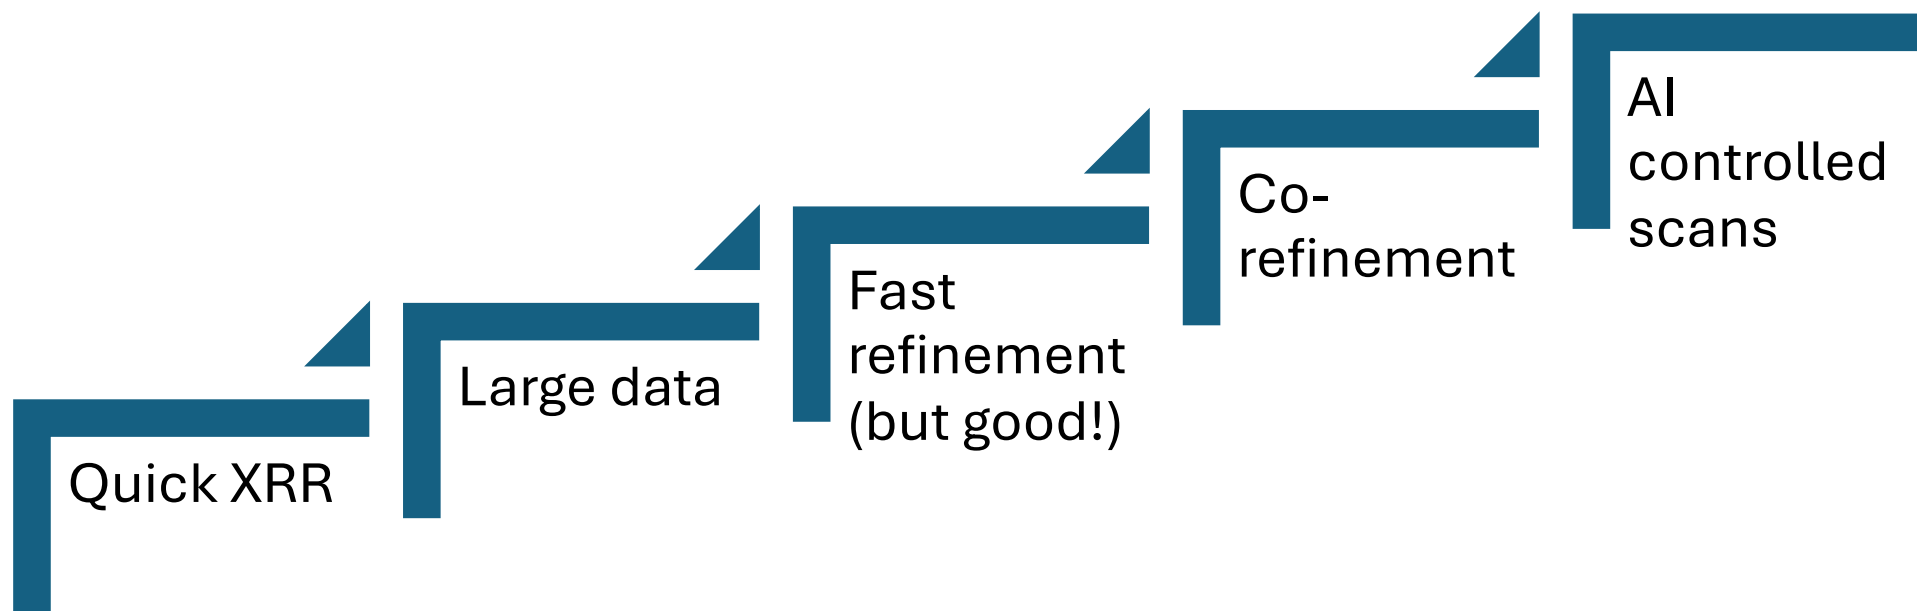 Quick XRR
Large data
Fast
refinement
(but good!)
Co-
refinement
AI
controlled
scans